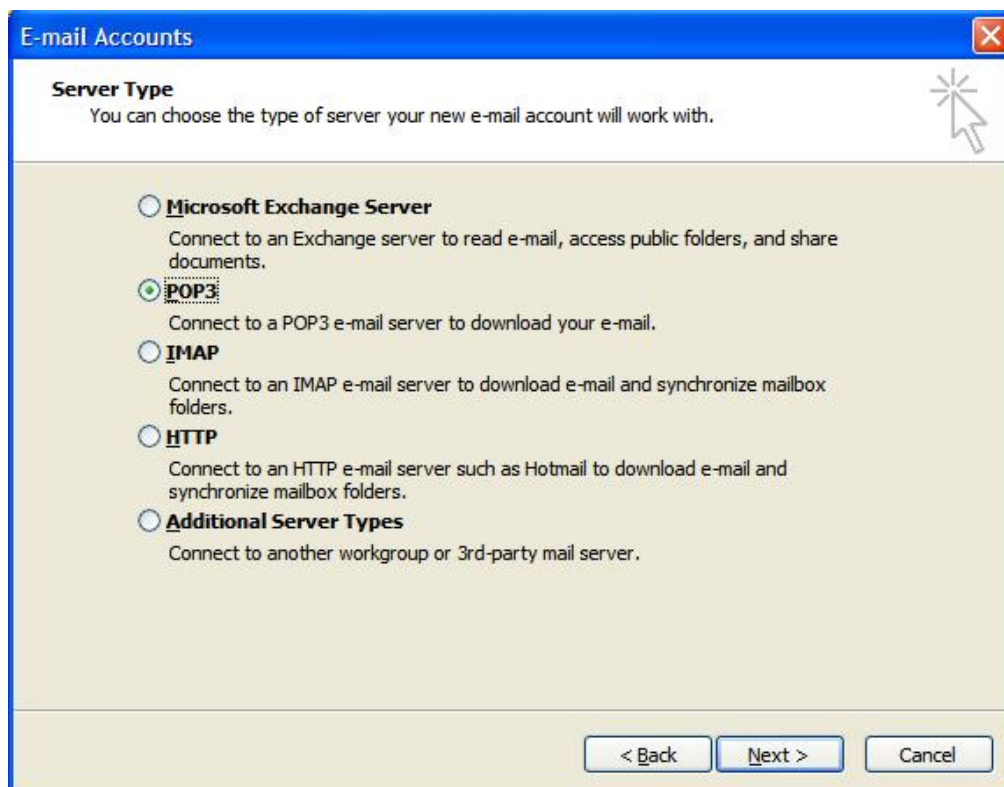 E-mail Accounts
Server Type
You can choose the type of server your new e-mail account will work with.
Microsoft Exchange Server
Connect to an Exchange server to read e-mail, access public folders, and share
documents.
POP3
Connect to a POP3 e-mail server to download your e-mail.
IMAP
Connect to an IMAP e-mail server to download e-mail and synchronize mailbox
folders.
HTTP
Connect to an HTTP e-mail server such as Hotmail to download e-mail and
synchronize mailbox folders.
Additional Server Types
Connect to another workgroup or 3rd-party mail server.
< Back Next > Cancel